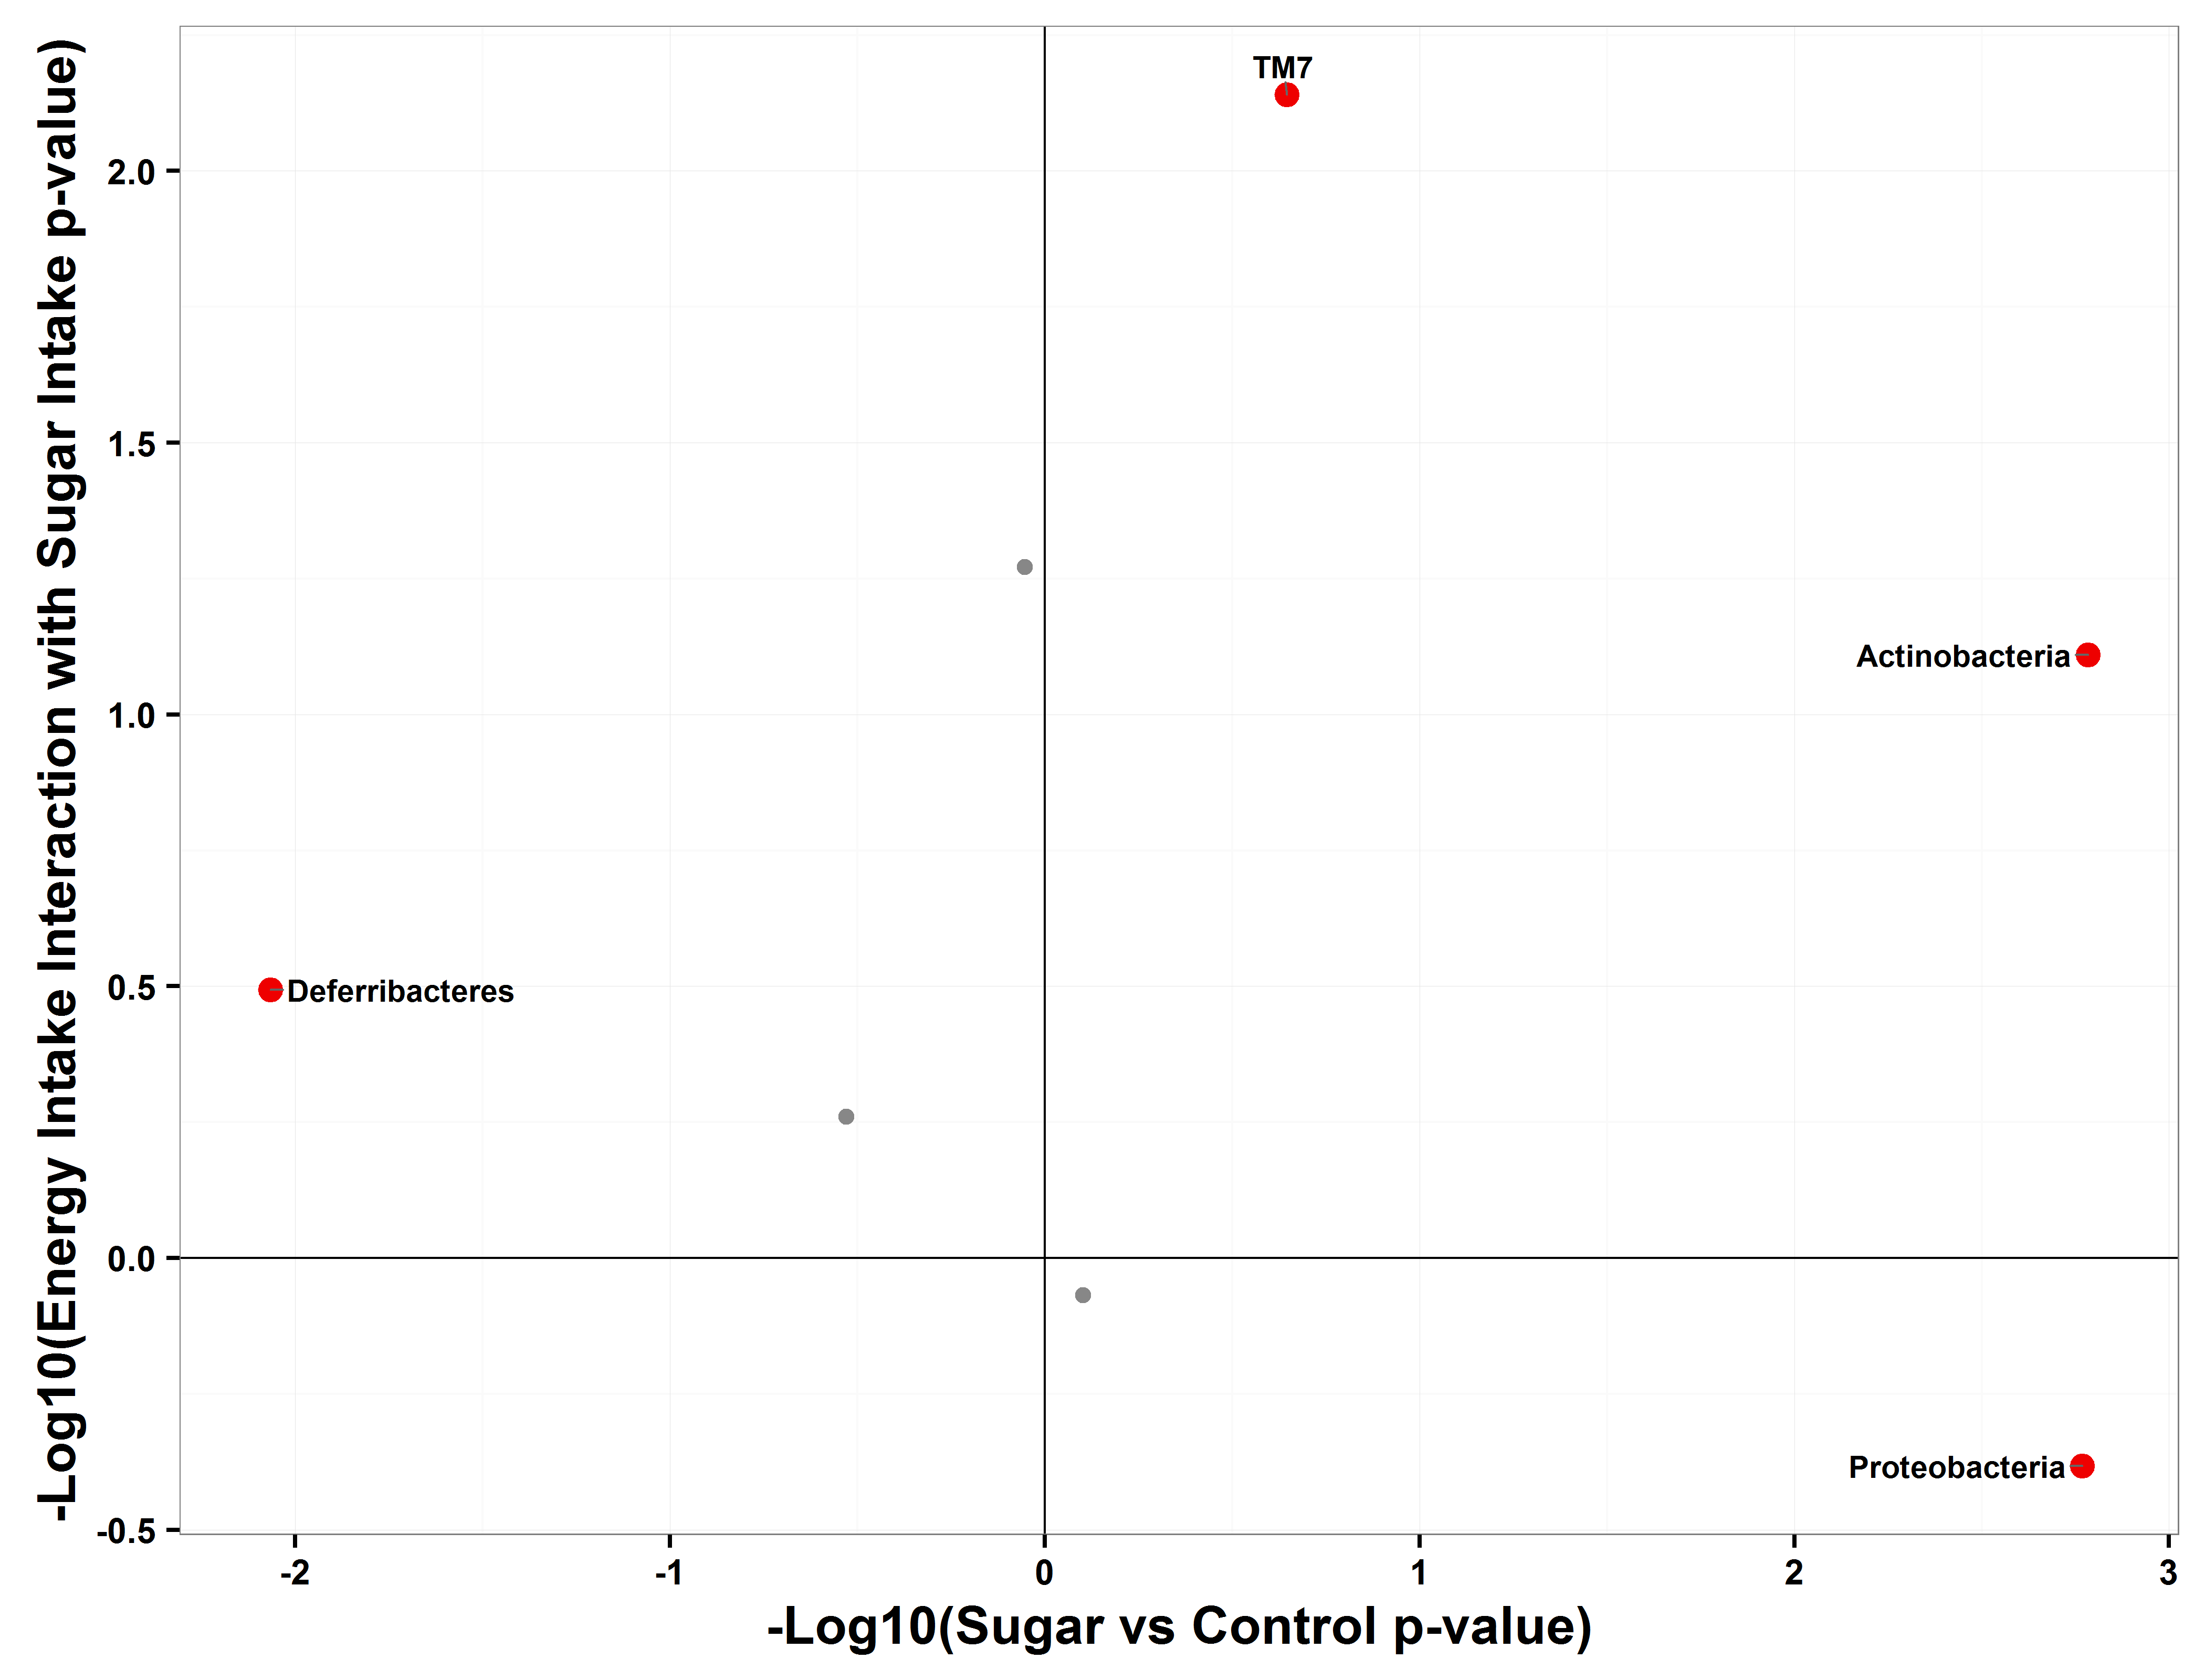 -Log10(Energy Intake Interaction with Sugar Intake p-value)
TM7
2.0
1.5
Actinobacteria
1.0
0.5
Deferribacteres
0.0
Proteobacteria
-0.5
-2 -1 0 1 2 3
-Log10(Sugar vs Control p-value)